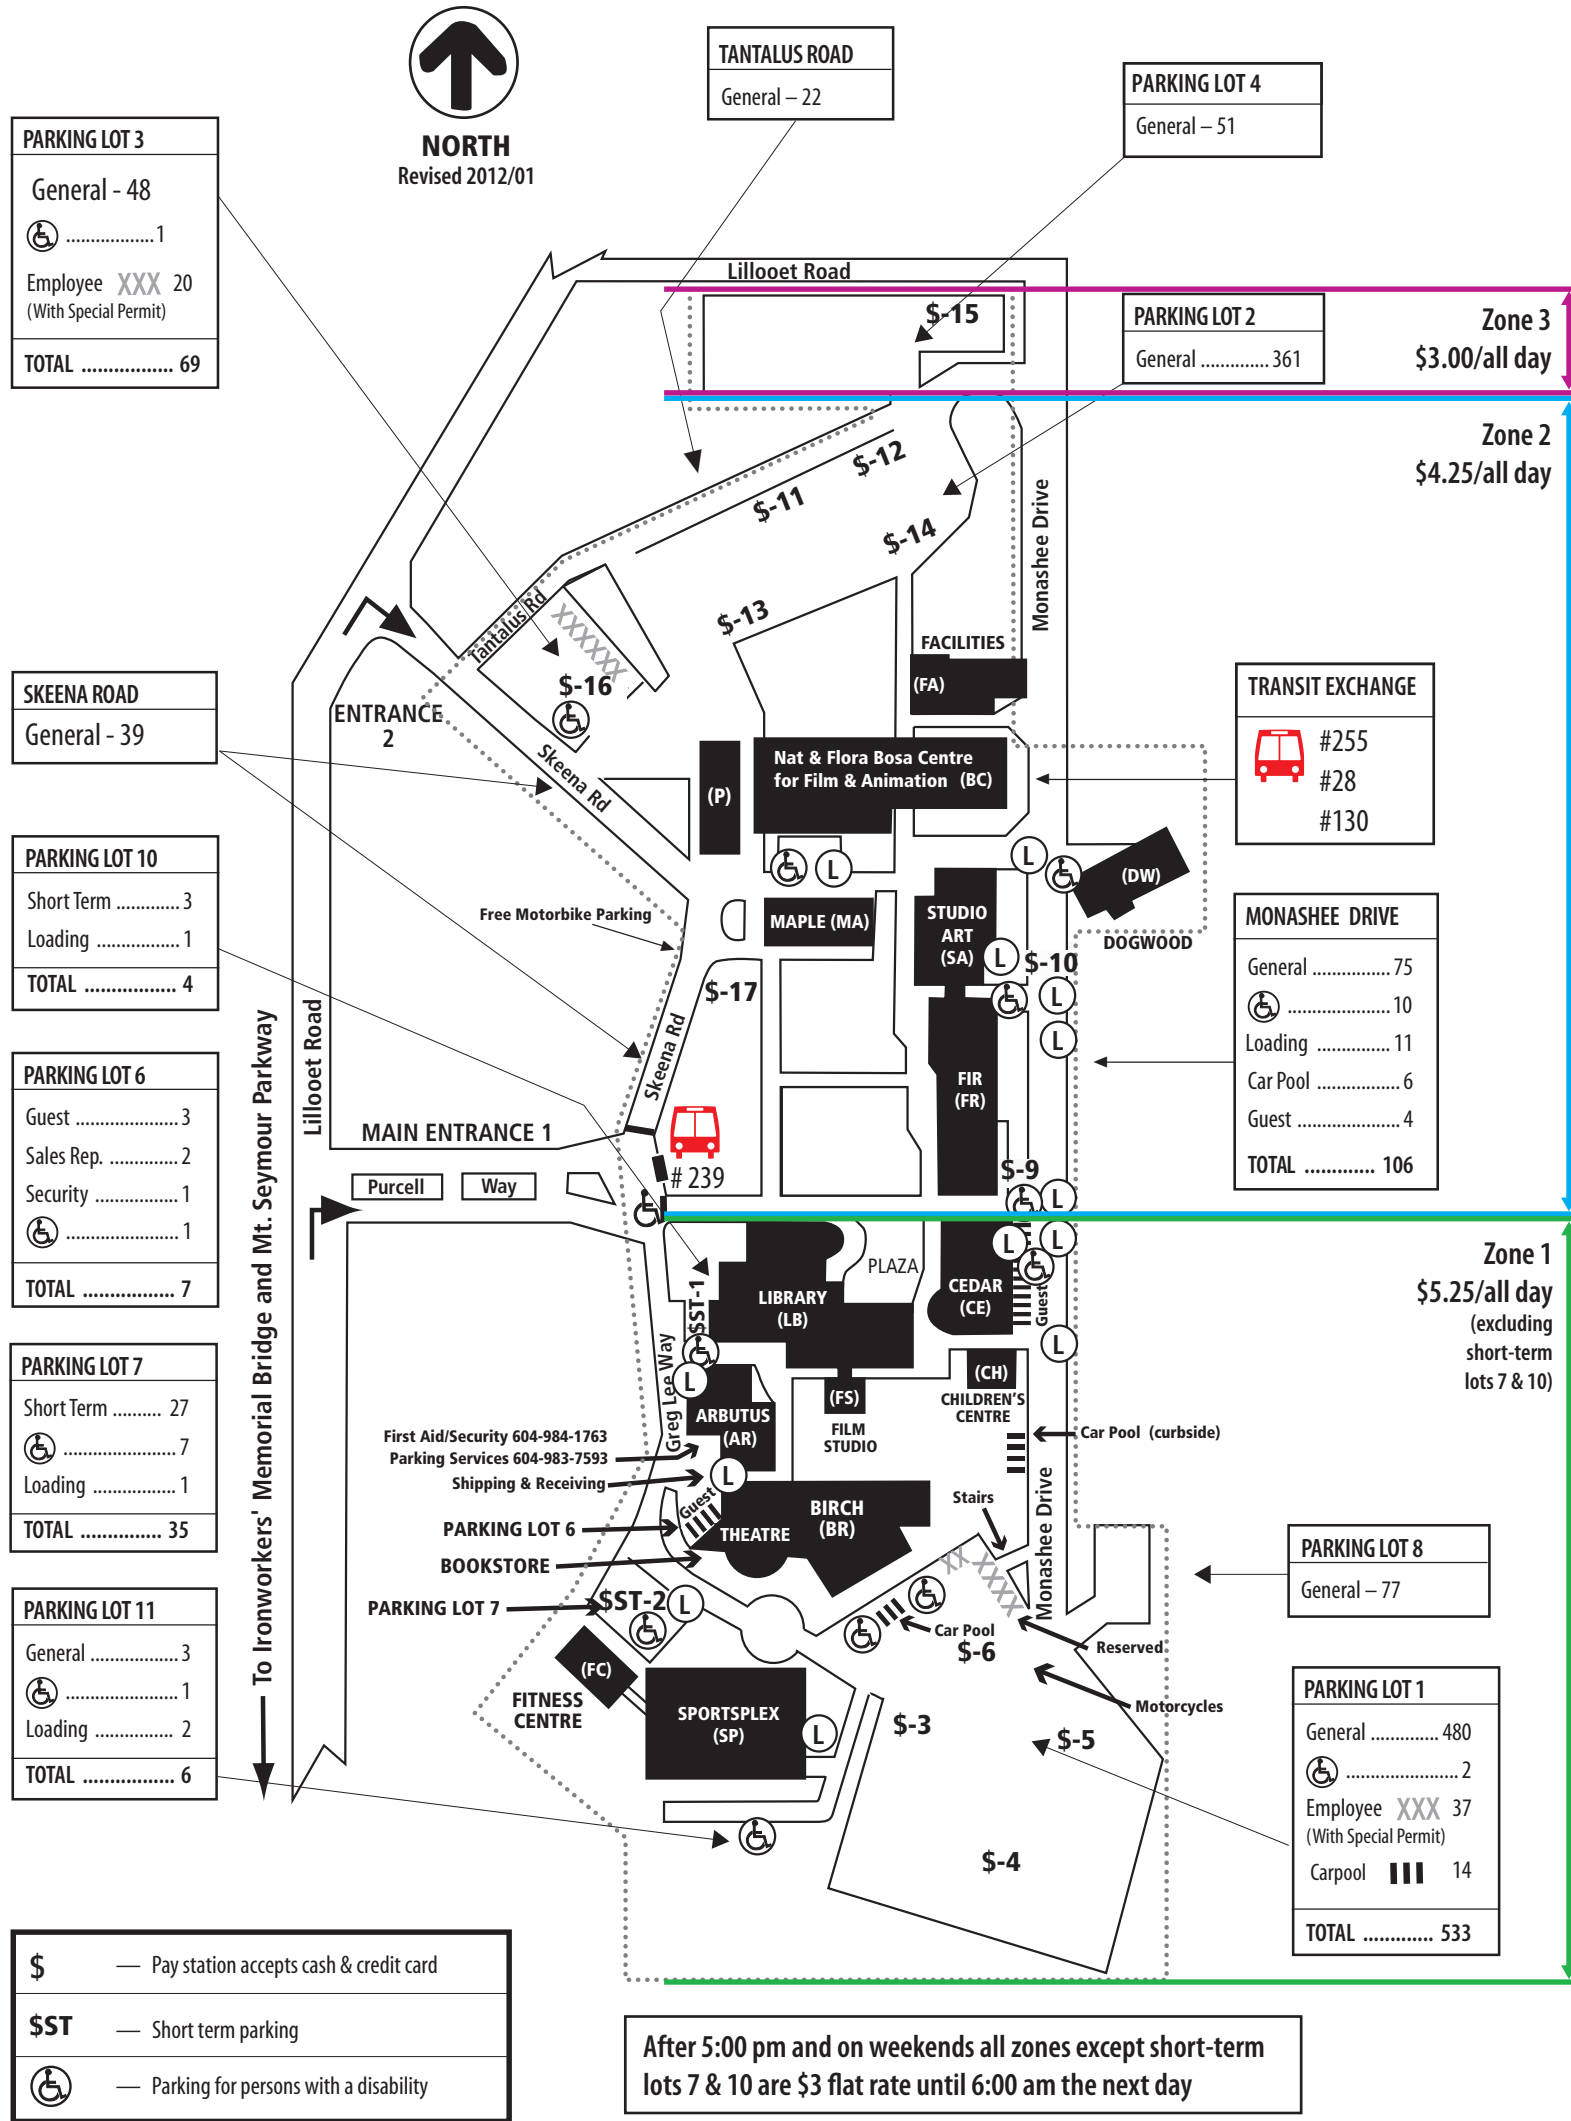 NORTH
Revised 2012/01
TANTALUS ROAD
General – 22
PARKING LOT 4
General – 51
PARKING LOT 3
General - 48
..................1
Employee XXX 20
(With Special Permit)
TOTAL .................. 69
Lillooet Road
$-15
PARKING LOT 2
General ..............361
Zone 3
$3.00/all day
Zone 2
$4.25/all day
$-12
$-11
$-14
Monashee Drive
$-13
Tantalus Rd
XXXXXX
$-16
FACILITIES
(FA)
SKEENA ROAD
General - 39
ENTRANCE
2
Skeena Rd
(P)
Nat & Flora Bosa Centre
for Film & Animation (BC)
TRANSIT EXCHANGE
#255
#28
#130
PARKING LOT 10
Short Term .............3
Loading .................1
TOTAL .................. 4
L
L
(DW)
DOGWOOD
Free Motorbike Parking
MAPLE (MA)
STUDIO
ART
(SA)
L
$-10
L
L
$-17
Skeena Rd
FIR
(FR)
MONASHEE DRIVE
General ................75
..................... 10
Loading ...............11
Car Pool .................6
Guest .....................4
TOTAL ............. 106
Lillooet Road
To Ironworkers' Memorial Bridge and Mt. Seymour Parkway
PARKING LOT 6
Guest .....................3
Sales Rep. ..............2
Security .................1
.......................1
TOTAL .................. 7
MAIN ENTRANCE 1
# 239
Purcell Way
$-9
L
L
L
Zone 1
$5.25/all day
(excluding
short-term
lots 7 & 10)
PLAZA
LIBRARY
(LB)
CEDAR
(CE)
Guest
L
$ST-1
Greg Lee Way
L
PARKING LOT 7
Short Term .......... 27
.......................7
Loading .................1
TOTAL ................ 35
(CH)
CHILDREN'S
CENTRE
(FS)
FILM
STUDIO
ARBUTUS
(AR)
Car Pool (curbside)
First Aid/Security 604-984-1763
Parking Services 604-983-7593
Shipping & Receiving
L
Guest
PARKING LOT 6
THEATRE
BIRCH
(BR)
BOOKSTORE
Stairs
XX
XXXX
Monashee Drive
PARKING LOT 8
General – 77
PARKING LOT 7
$ST-2
L
Car Pool
$-6
Reserved
PARKING LOT 11
General ..................3
.......................1
Loading ................ 2
TOTAL .................. 6
(FC)
FITNESS
CENTRE
SPORTSPLEX
(SP)
L
$-3
Motorcycles
$-5
PARKING LOT 1
General ..............480
.......................2
Employee XXX 37
(With Special Permit)
Carpool 14
TOTAL ............. 533
$-4
$ — Pay station accepts cash & credit card
$ST — Short term parking
— Parking for persons with a disability
After 5:00 pm and on weekends all zones except short-term
lots 7 & 10 are $3 flat rate until 6:00 am the next day